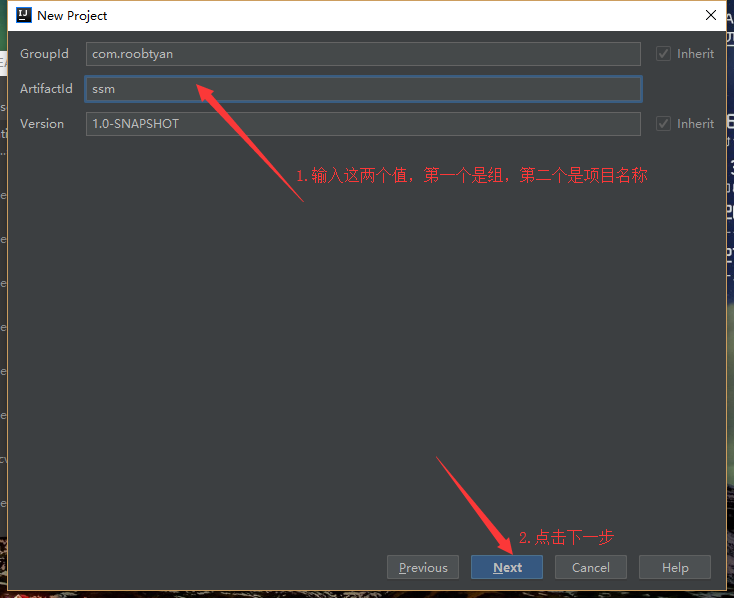 New Project
GroupId com.roobtyan Inherit
ArtifactId ssm
Version 1.0-SNAPSHOT Inherit
1.输入这两个值，第一个是组，第二个是项目名称
2.点击下一步
Previous Next Cancel Help